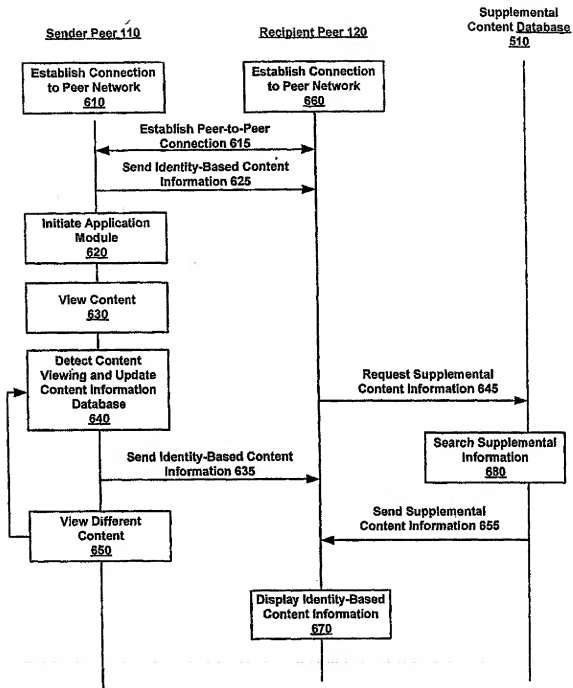 Sender Peer 110
Recipient Peer 120
Supplemental
Content Database
510
Establish Connection
to Peer Network
610
Establish Connection
to Peer Network
660
Establish Peer-to-Peer
Connection 615
Send Identity-Based Content
Information 625
Initiate Application
Module
620
View Content
630
Detect Content
Viewing and Update
Content Information
Database
640
Request Supplemental
Content Information 645
Search Supplemental
Information
680
Send Identity-Based Content
Information 635
View Different
Content
650
Send Supplemental
Content Information 655
Display Identity-Based
Content Information
670